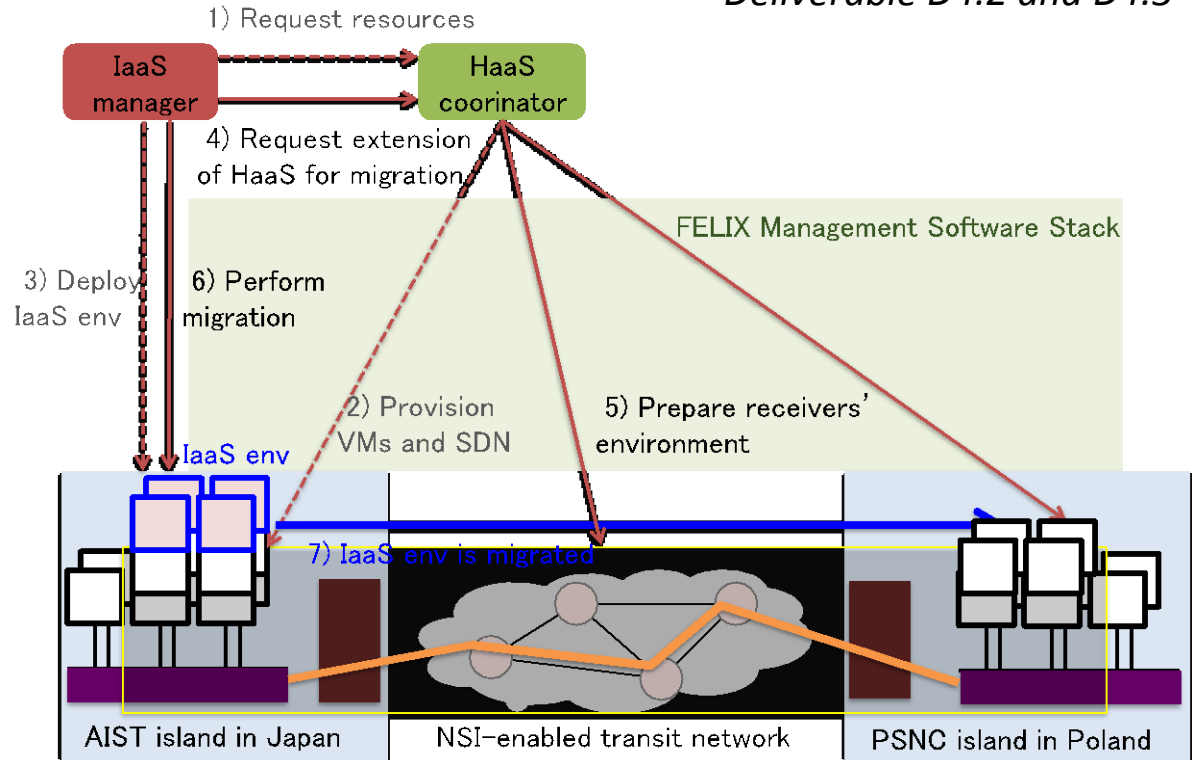 Deliverable D4.2 and D4.3
1) Request resources
IaaS
manager
HaaS
coorinator
4) Request extension
of HaaS for migration
FELIX Management Software Stack
3) Deploy
IaaS env
6) Perform
migration
2) Provision
VMs and SDN
5) Prepare receivers'
environment
IaaS env
7) IaaS env is migrated
AIST island in Japan
NSI-enabled transit network
PSNC island in Poland